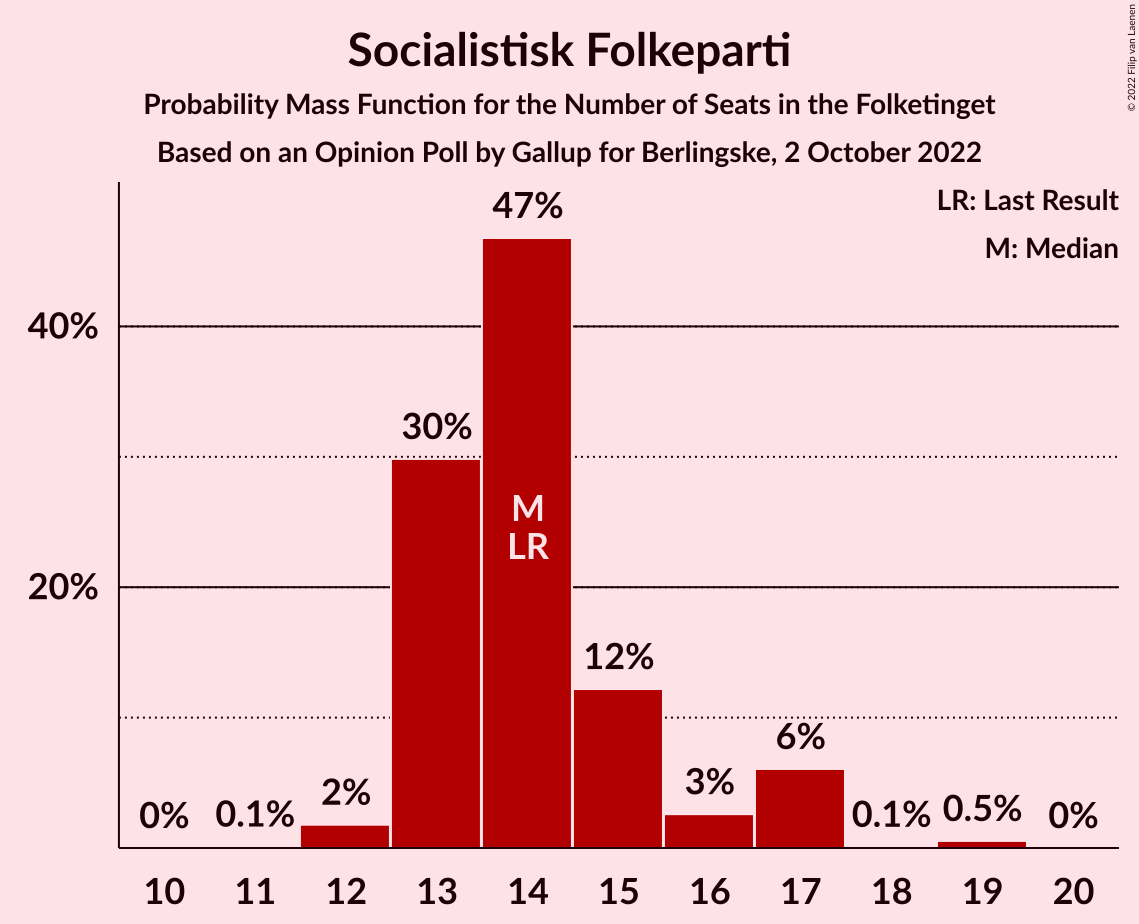 Socialistisk Folkeparti
Probability Mass Function for the Number of Seats in the Folketinget
Based on an Opinion Poll by Gallup for Berlingske, 2 October 2022
© 2022 Filip van Laenen
LR: Last Result
M: Median
40%
20%
0%
0.1%
2%
30%
47%
M
LR
12%
3%
6%
0.1%
0.5%
0%
10 11 12 13 14 15 16 17 18 19 20